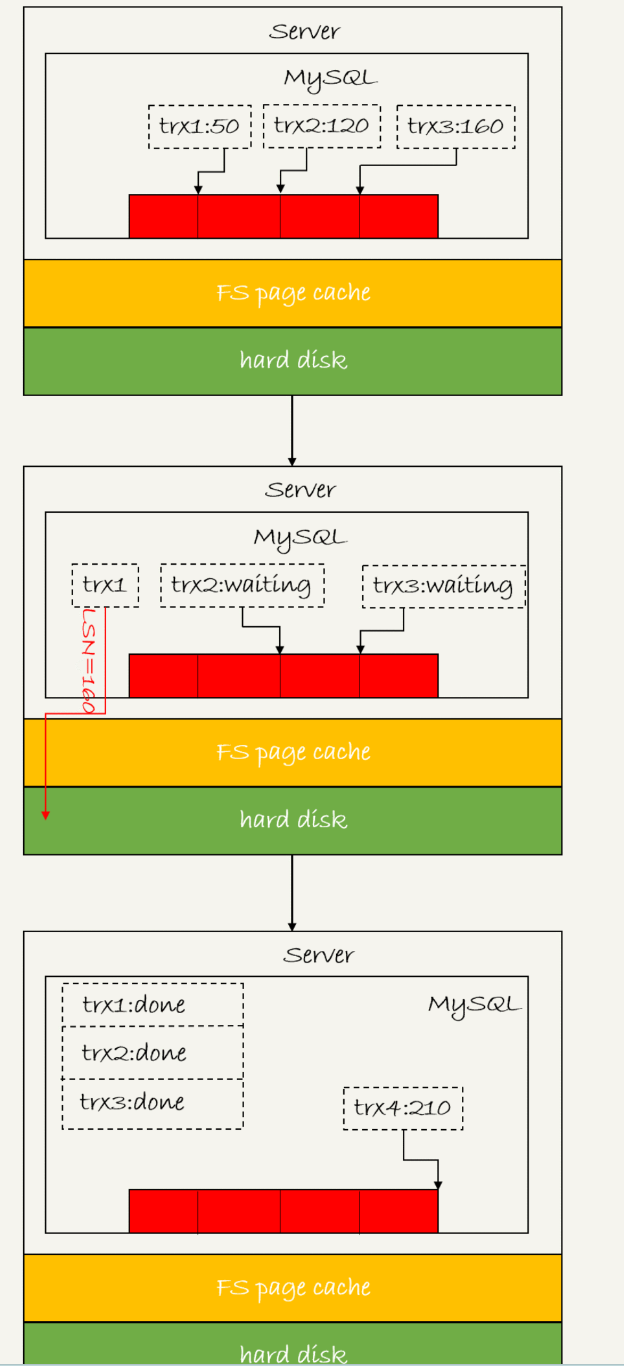 Server
MySQL
trx1:50 trx2:120 trx3:160
FS page cache
hard disk
Server
MySQL
trx1 trx2:waiting trx3:waiting
LSN=160
FS page cache
hard disk
Server
trx1:done MySQL
trx2:done
trx3:done trx4:210
FS page cache
hard disk